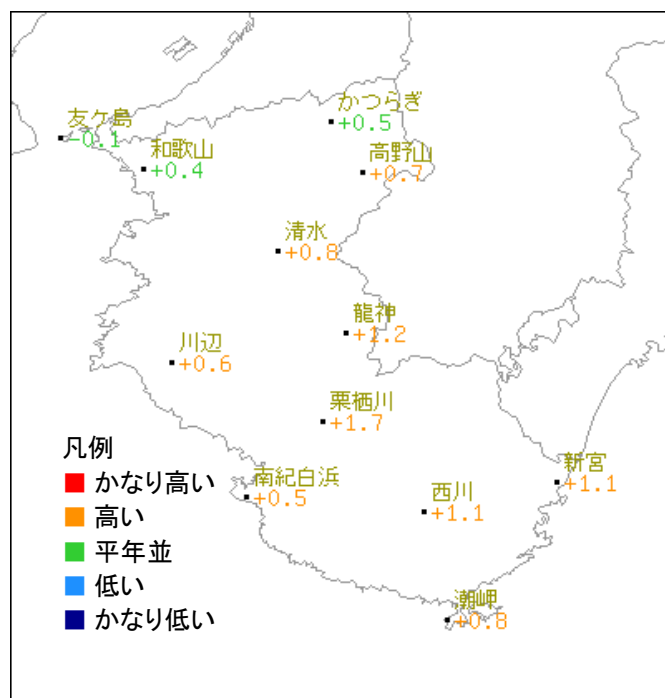 友ケ島
-0.1
和歌山
+0.4
かつらぎ
+0.5
高野山
+0.7
清水
+0.8
龍神
+1.2
川辺
+0.6
栗栖川
+1.7
南紀白浜
+0.5
西川
+1.1
新宮
+1.1
潮岬
+0.8
凡例
かなり高い
高い
平年並
低い
かなり低い